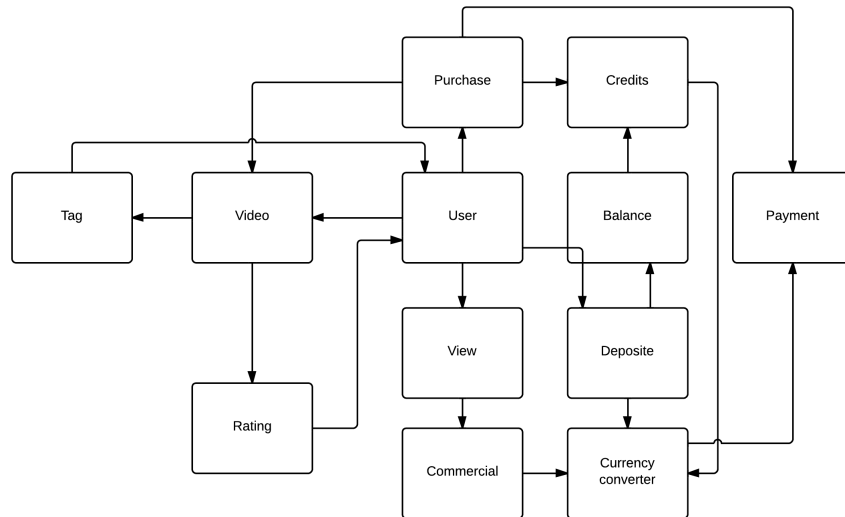 Purchase
Credits
Tag
Video
User
Balance
Payment
View
Deposite
Rating
Commercial
Currency
converter